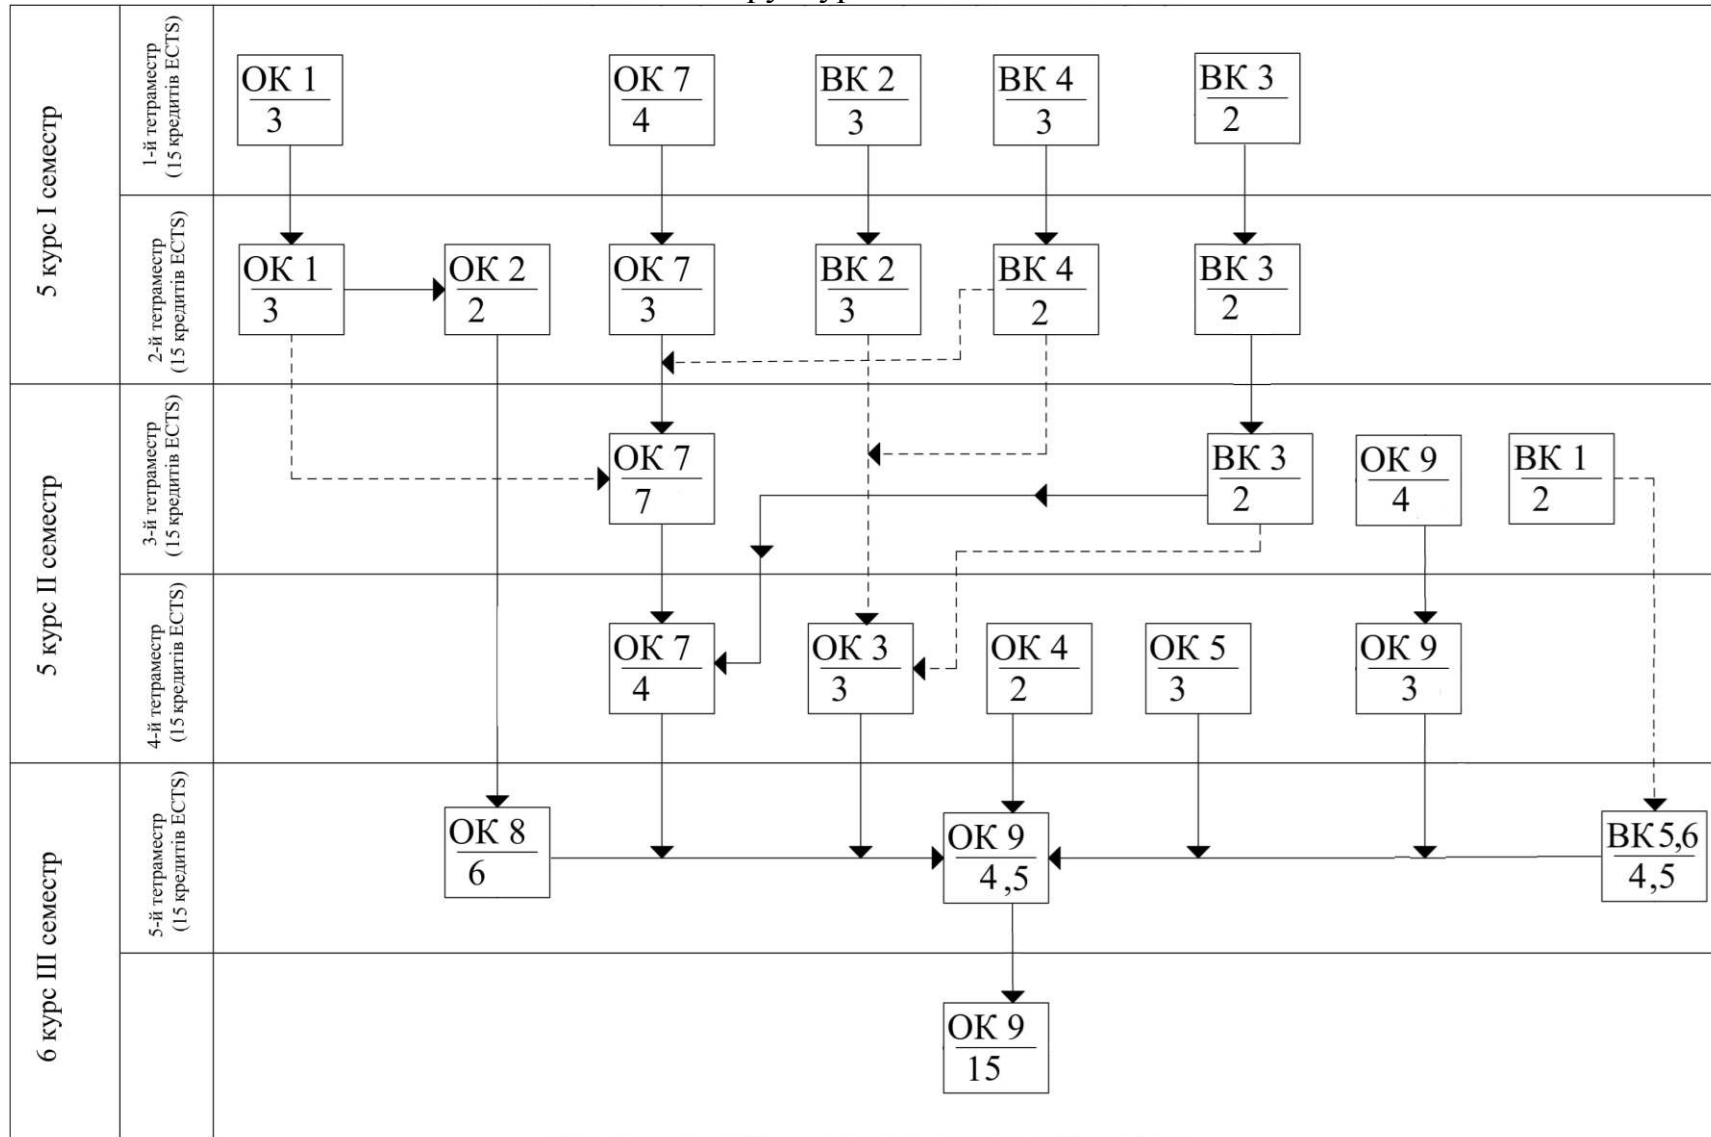 5 курс І семестр
1-й тетраместр
(15 кредитів ECTS)
ОК 1
3
ОК 7
4
ВК 2
3
ВК 4
3
ВК 3
2
2-й тетраместр
(15 кредитів ECTS)
ОК 1
3
ОК 2
2
ОК 7
3
ВК 2
3
ВК 4
2
ВК 3
2
5 курс ІІ семестр
3-й тетраместр
(15 кредитів ECTS)
ОК 7
7
ВК 3
2
ОК 9
4
ВК 1
2
4-й тетраместр
(15 кредитів ECTS)
ОК 7
4
ОК 3
3
ОК 4
2
ОК 5
3
ОК 9
3
6 курс ІІІ семестр
5-й тетраместр
(15 кредитів ECTS)
ОК 8
6
ОК 9
4,5
ВК5,6
4,5
ОК 9
15